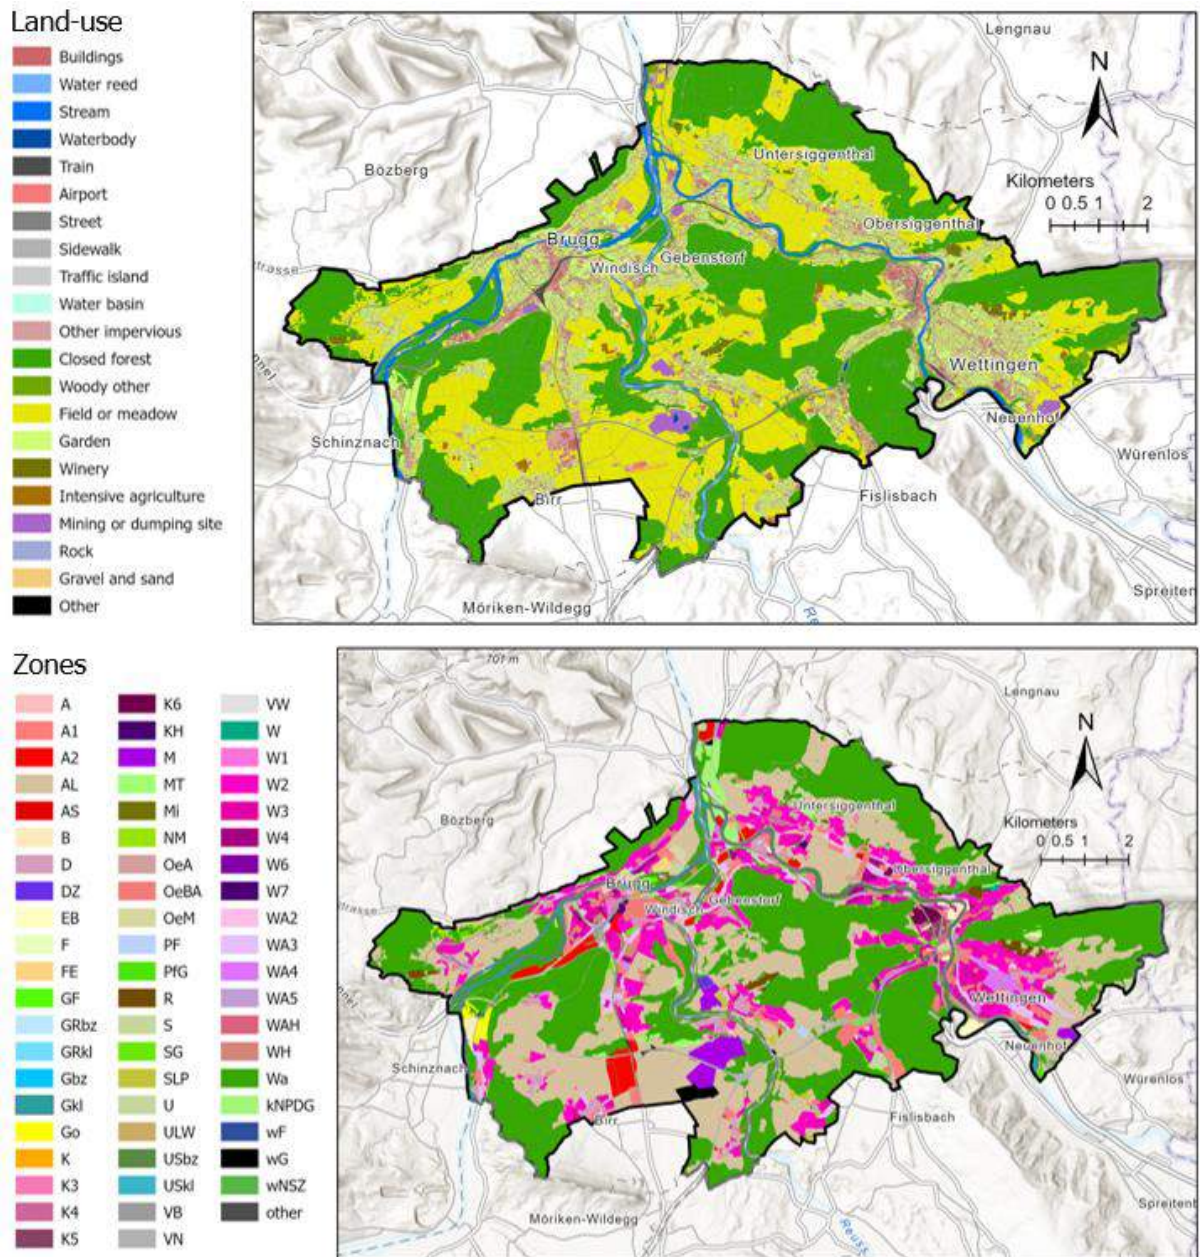 Land-use
Buildings
Water reed
Stream
Waterbody
Train
Airport
Street
Sidewalk
Traffic island
Water basin
Other impervious
Closed forest
Woody other
Field or meadow
Garden
Winery
Intensive agriculture
Mining or dumping site
Rock
Gravel and sand
Other
Lengnau
N
Bözberg
Untersiggenthal
Kilometers
0 0.5 1 2
Obersiggenthal
Brugg
Gebenstorf
Windisch
strasse
Wettingen
Neuenhof
Schinznach
Würenlos
Birr
Fislisbach
Spreiten
Möriken-Wildegg
Re
Zones
A
A1
A2
AL
AS
B
D
DZ
EB
F
FE
GF
GRbz
GRkl
Gbz
Gkl
Go
K
K3
K4
K5
K6
KH
M
MT
Mi
NM
OeA
OeBA
OeM
PF
PfG
R
S
SG
SLP
U
ULW
USbz
USkl
VB
VN
VW
W
W1
W2
W3
W4
W6
W7
WA2
WA3
WA4
WA5
WAH
WH
Wa
kNPDG
wF
wG
wNSZ
other
701 m
Lengnau
N
Bözberg
Untersiggenthal
Kilometers
0 0.5 1 2
Obersiggenthal
Brugg
Gebenstorf
Windisch
strasse
Wettingen
Neuenhof
Schinznach
Würenlos
Birr
Fislisbach
Spreitent
Möriken-Wildegg
Reuss